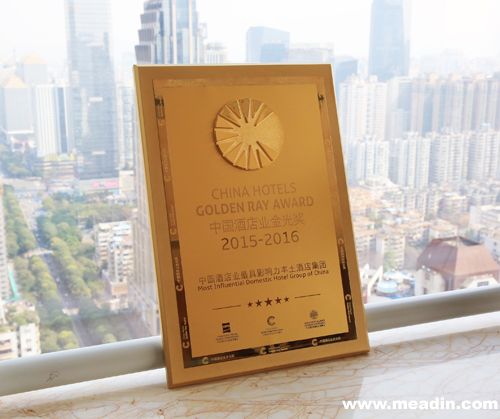 CHINA HOTELS
GOLDEN RAY AWARD
中国酒店业金光奖
2015-2016
中国酒店业最具影响力本土酒店集团
Most Influential Domestic Hotel Group of China
www.meadin.com